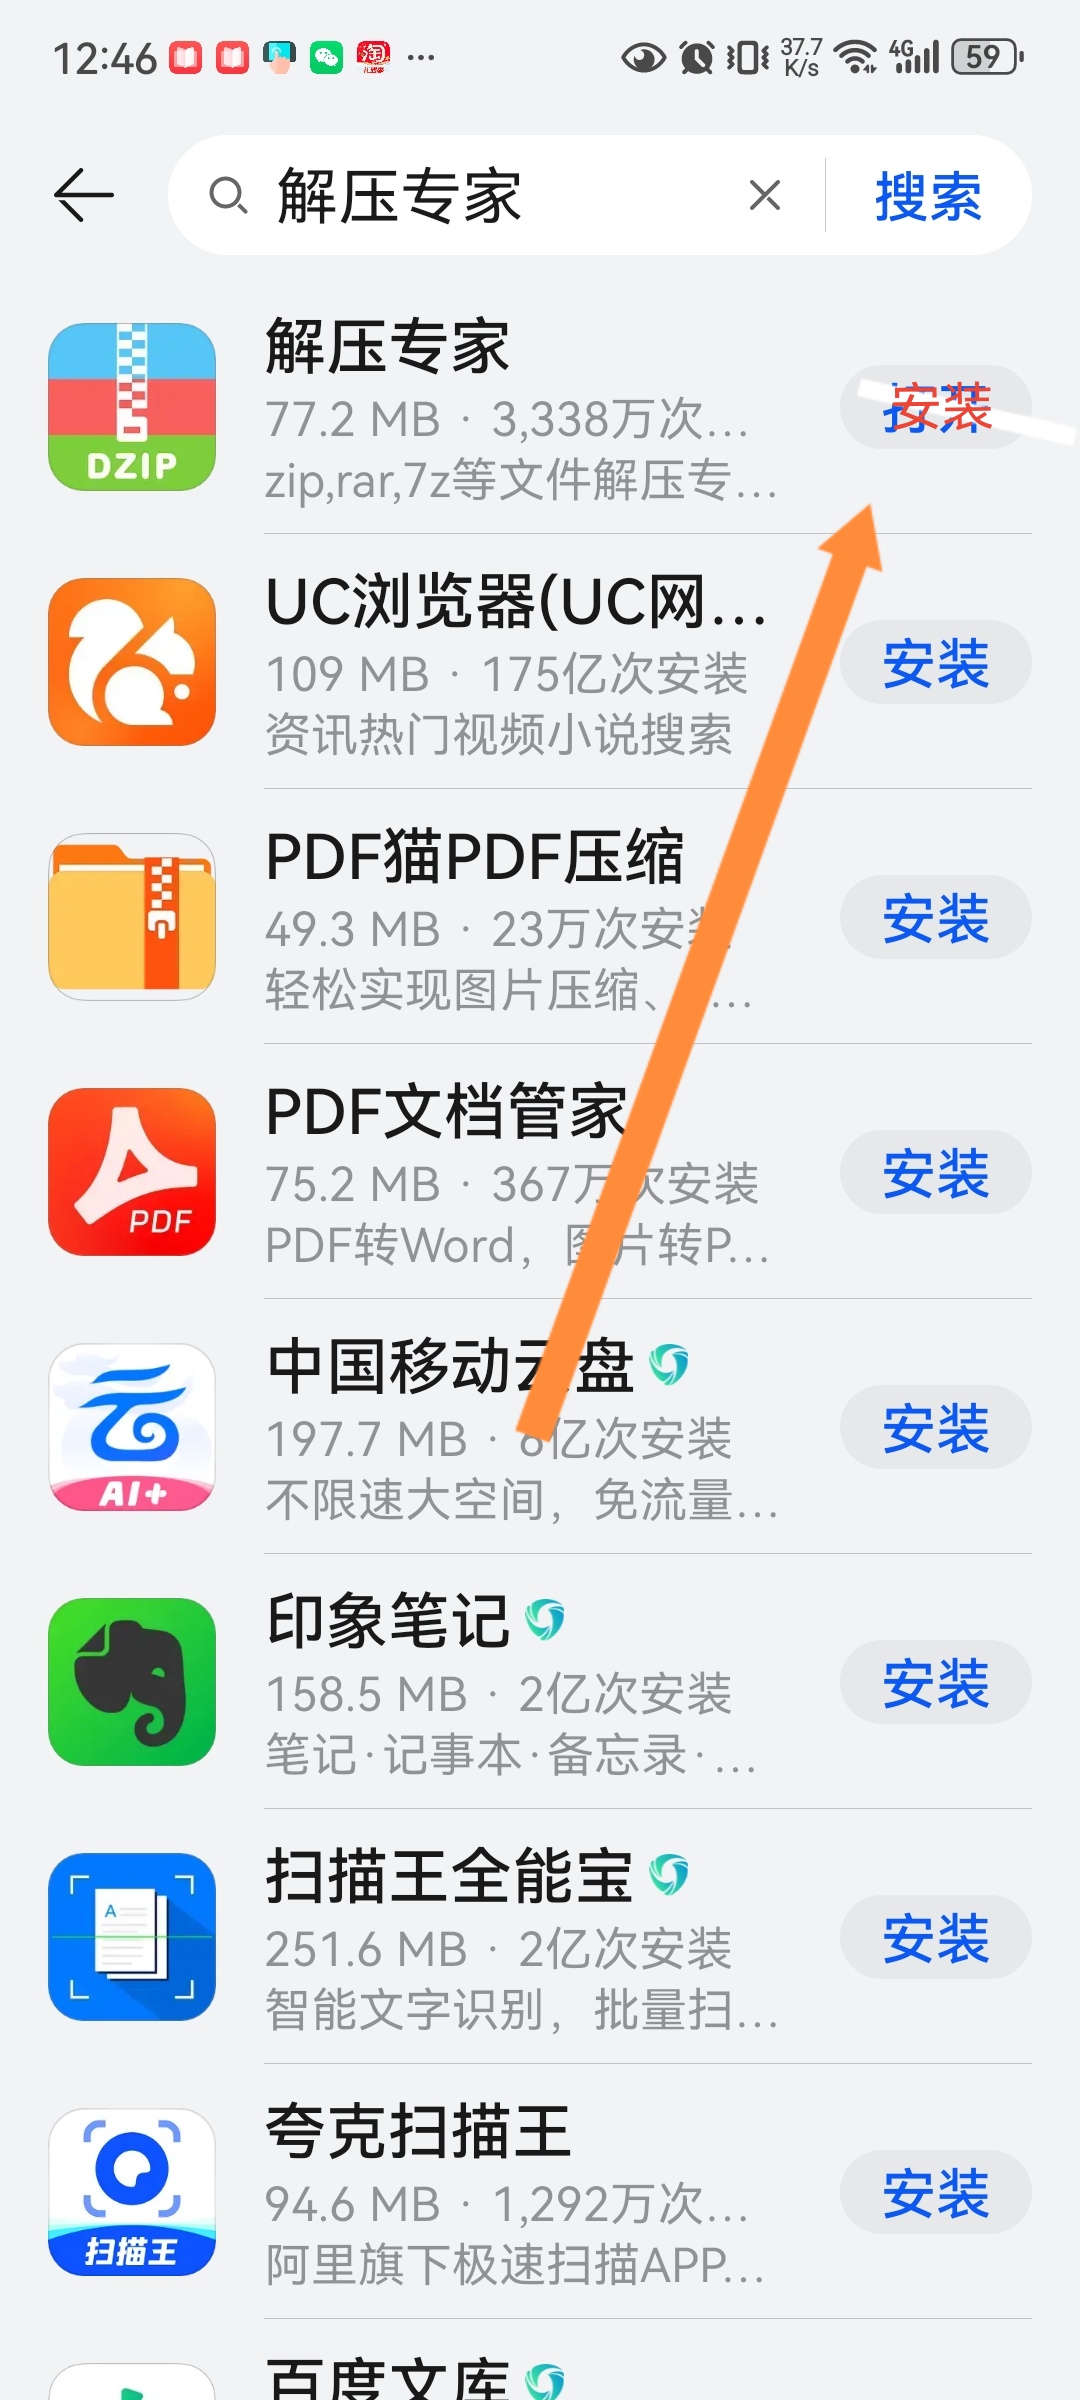 12:46
淘
37.7
K/s
4G
59
解压专家
搜索
解压专家
77.2 MB · 3,338万次...
zip,rar,7z等文件解压专...
安装
DZIP
UC浏览器(UC网...
109 MB · 175亿次安装
资讯热门视频小说搜索
安装
PDF猫PDF压缩
49.3 MB · 23万次安装
轻松实现图片压缩、...
安装
PDF文档管家
75.2 MB · 367万次安装
PDF转Word，图片转P...
安装
PDF
中国移动云盘
197.7 MB · 6亿次安装
不限速大空间，免流量...
安装
云
AI+
印象笔记
158.5 MB · 2亿次安装
笔记·记事本·备忘录·...
安装
扫描王全能宝
251.6 MB · 2亿次安装
智能文字识别，批量扫...
安装
A
夸克扫描王
94.6 MB · 1,292万次...
阿里旗下极速扫描APP...
安装
扫描王
百度文库